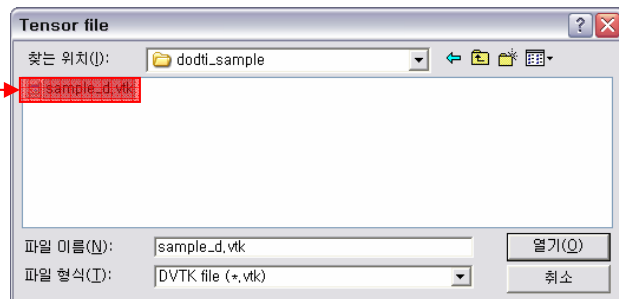 Tensor file
찾는 위치(I): dodti_sample
sample_d.vtk
파일 이름(N): sample_d.vtk 열기(O)
파일 형식(T): DVTK file (*.vtk) 취소